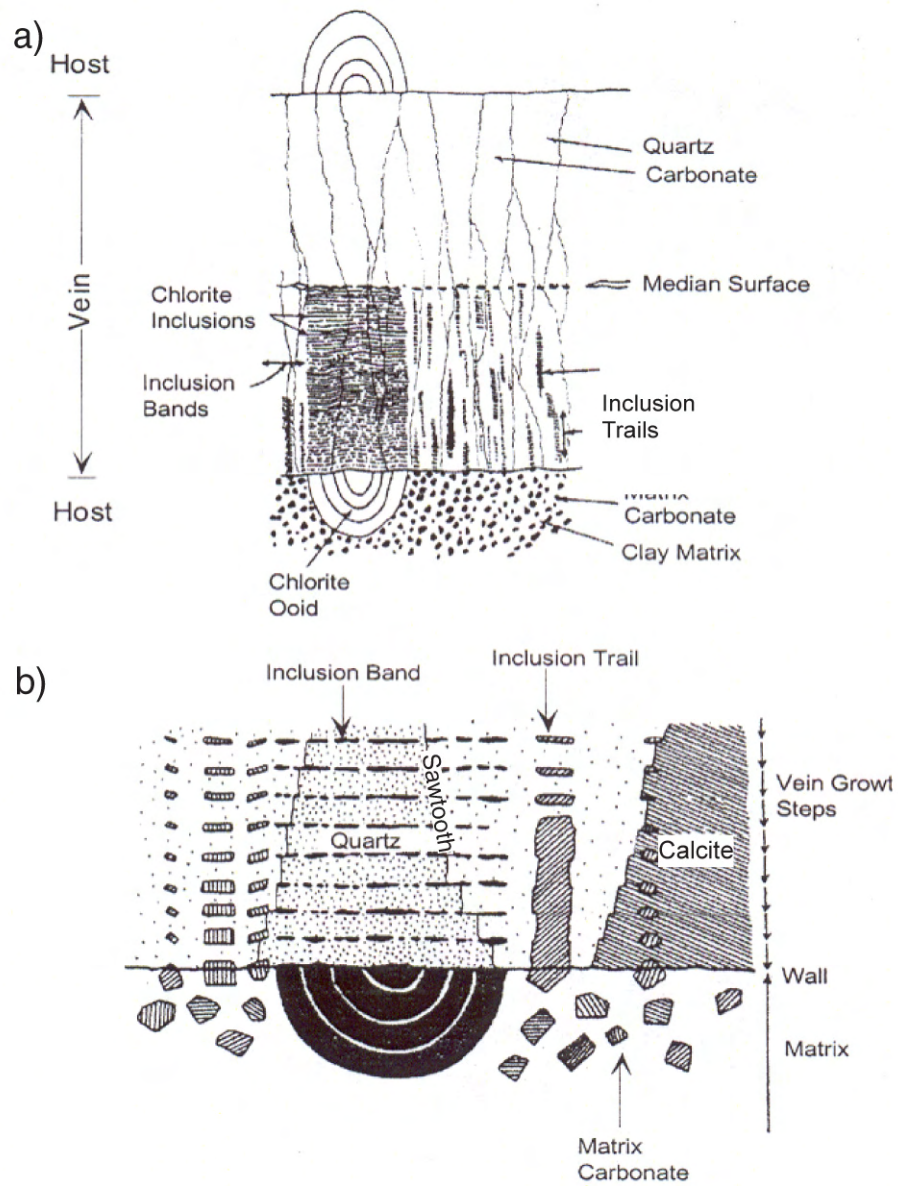 a)
Host
Vein
Host
Quartz
Carbonate
Median Surface
Chlorite
Inclusions
Inclusion
Bands
Inclusion
Trails
Carbonate
Clay Matrix
Chlorite
Ooid
b)
Inclusion Band
Inclusion Trail
Sawtooth
Quartz
Calcite
Vein Growt
Steps
Wall
Matrix
Matrix
Carbonate